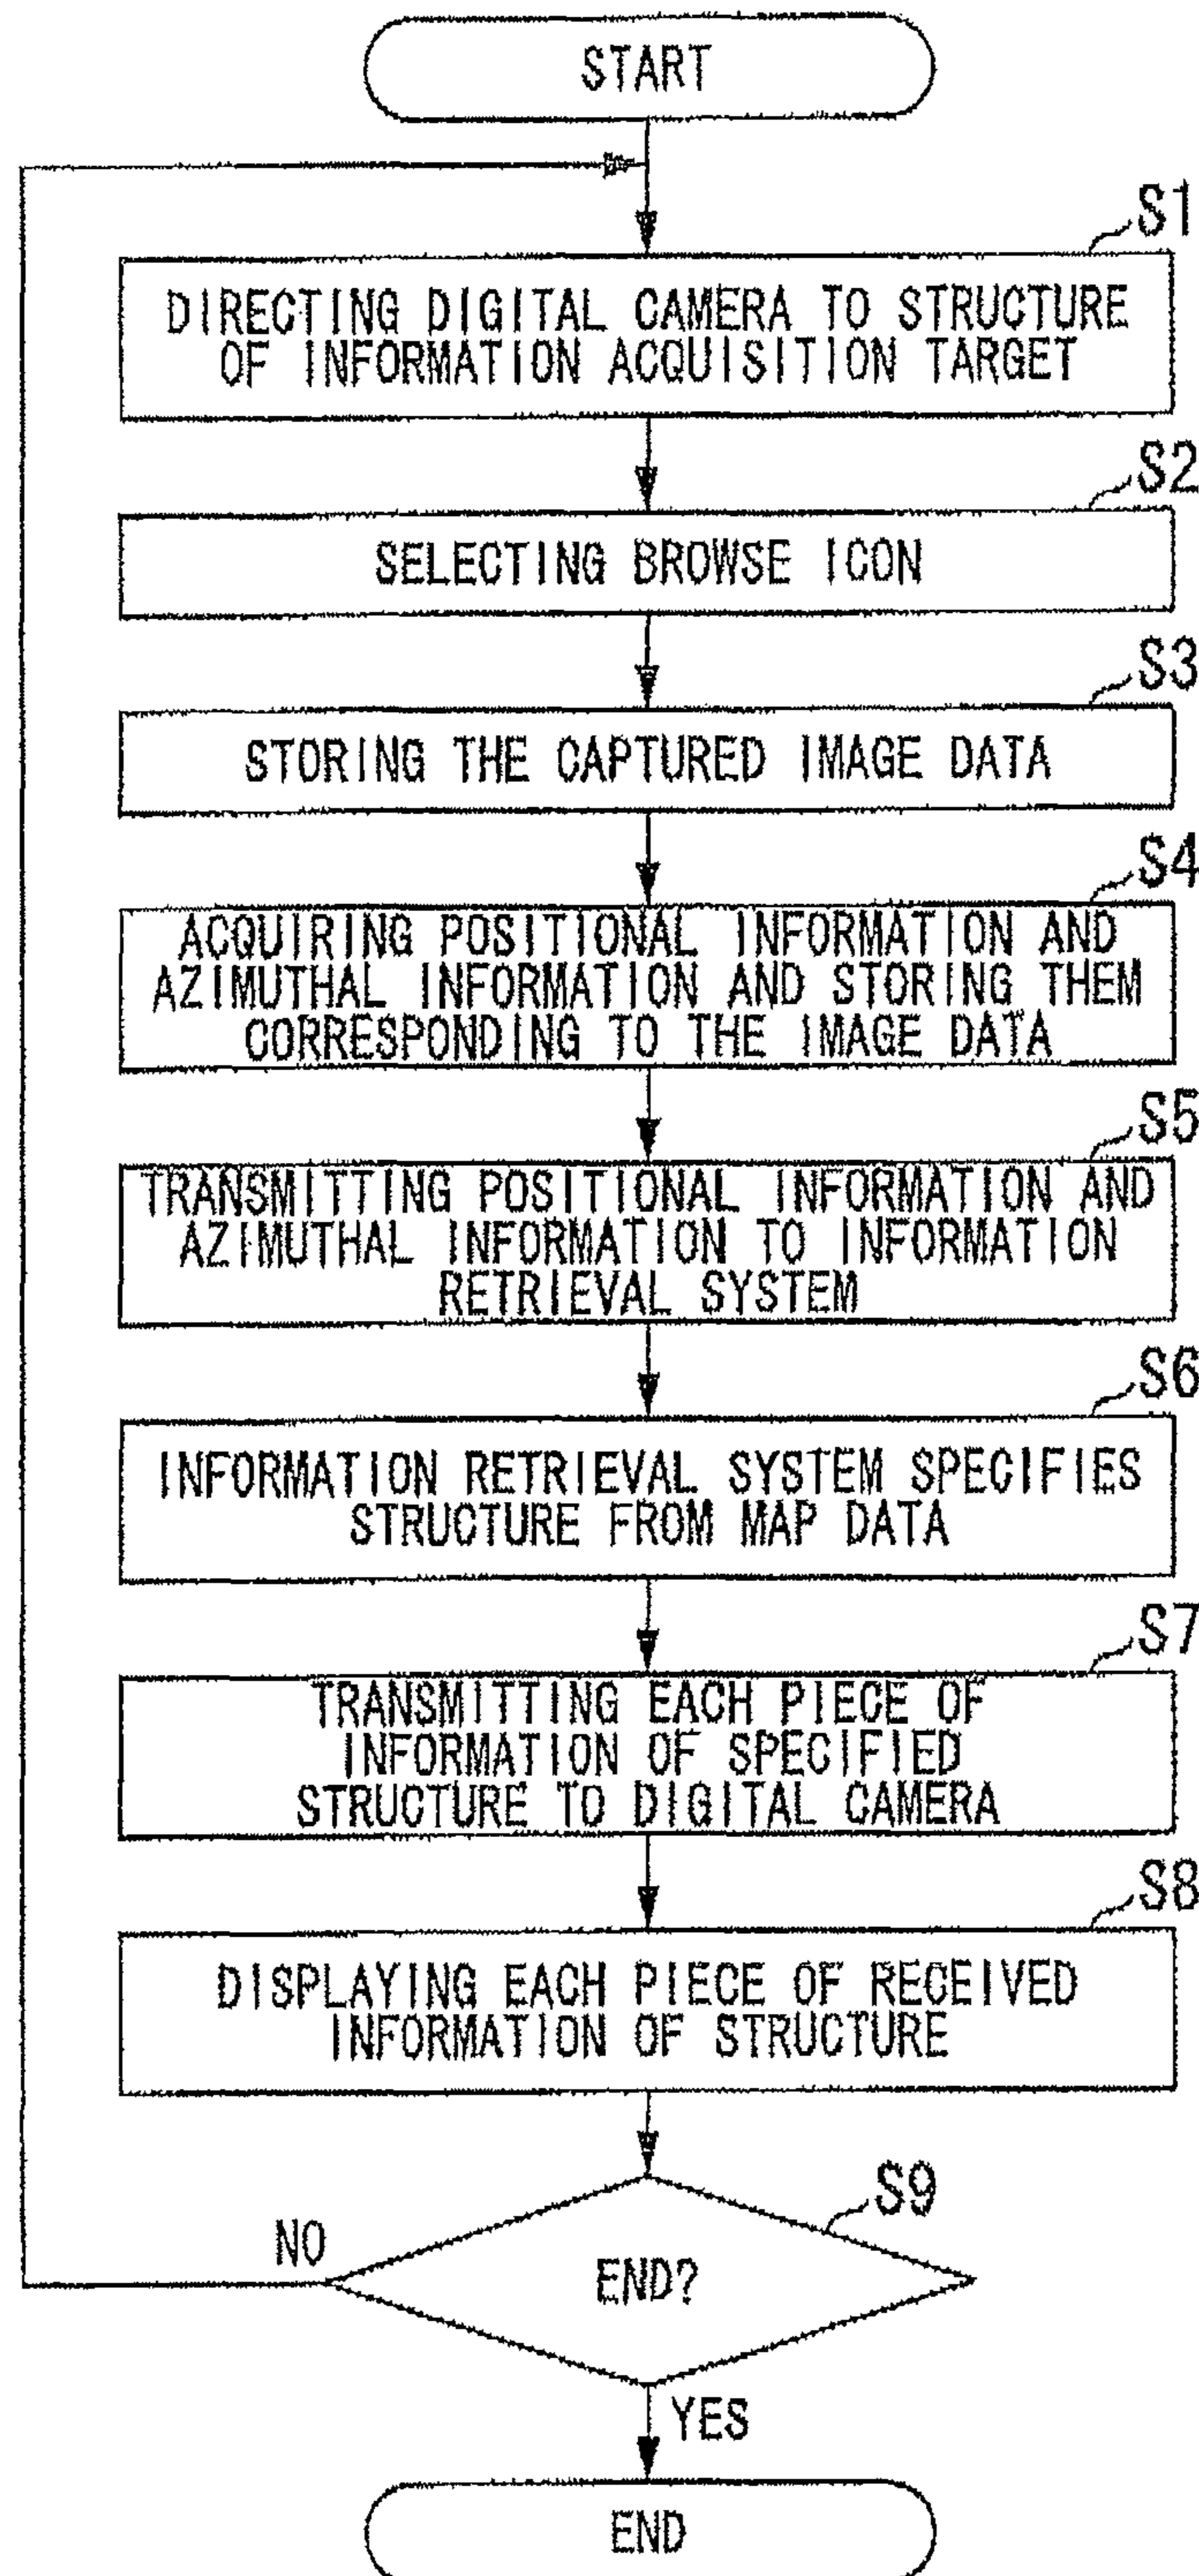 START
S1
DIRECTING DIGITAL CAMERA TO STRUCTURE
OF INFORMATION ACQUISITION TARGET
S2
SELECTING BROWSE ICON
S3
STORING THE CAPTURED IMAGE DATA
S4
ACQUIRING POSITIONAL INFORMATION AND
AZIMUTHAL INFORMATION AND STORING THEM
CORRESPONDING TO THE IMAGE DATA
S5
TRANSMITTING POSITIONAL INFORMATION AND
AZIMUTHAL INFORMATION TO INFORMATION
RETRIEVAL SYSTEM
S6
INFORMATION RETRIEVAL SYSTEM SPECIFIES
STRUCTURE FROM MAP DATA
S7
TRANSMITTING EACH PIECE OF
INFORMATION OF SPECIFIED
STRUCTURE TO DIGITAL CAMERA
S8
DISPLAYING EACH PIECE OF RECEIVED
INFORMATION OF STRUCTURE
S9
NO
END?
YES
END